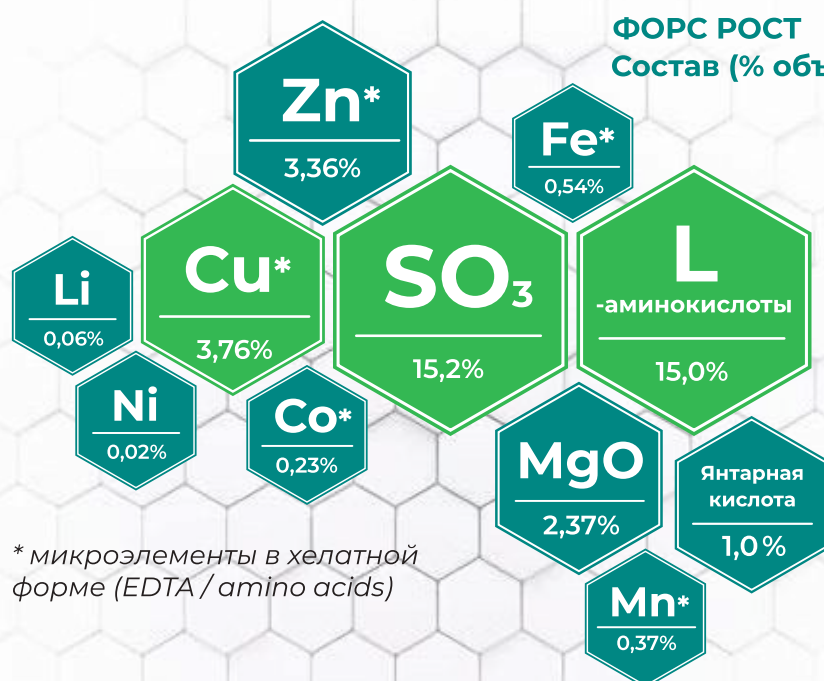 ФОРС РОСТ
Состав (% объ
Zn*
3,36%
Fe*
0,54%
Cu*
3,76%
SO₃
15,2%
L
-аминокислоты
15,0%
Li
0,06%
Ni
0,02%
Co*
0,23%
MgO
2,37%
Янтарная
кислота
1,0%
Mn*
0,37%
* микроэлементы в хелатной
форме (EDTA / amino acids)